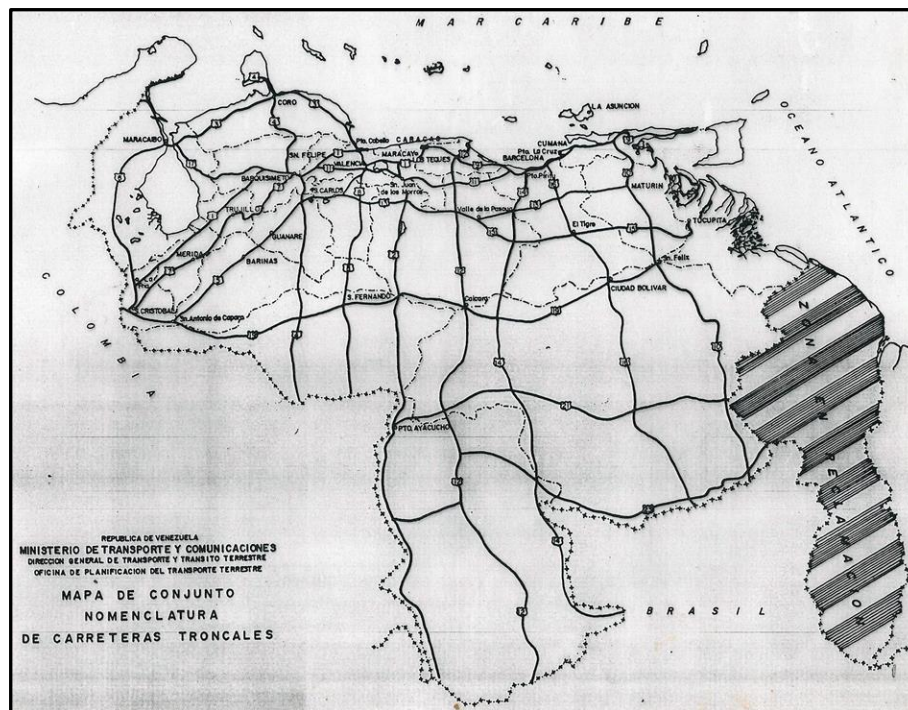 MAR CARIBE
LA ASUNCION
OCEANO ATLANTICO
CORO
MARACAIBO
Pto. Cabello
CARACAS
CUMANA
Pto. La Cruz
BARCELONA
SN. FELIPE
VALENCIA
MARACAY
LOS TEQUES
BARQUISIMETO
Sn. Juan
de los Morros
S. CARLOS
Valle de la Pascua
MATURIN
TRUJILLO
El Tigre
TUCUPITA
GUANARE
MERIDA
BARINAS
Sn. Felix
CIUDAD BOLIVAR
S. FERNANDO
Caicara
S. CRISTOBAL
Sn. Antonio de Caparo
COLOMBIA
ZONA EN RECLAMACION
PTO. AYACUCHO
BRASIL
REPUBLICA DE VENEZUELA
MINISTERIO DE TRANSPORTE Y COMUNICACIONES
DIRECCION GENERAL DE TRANSPORTE Y TRANSITO TERRESTRE
OFICINA DE PLANIFICACION DEL TRANSPORTE TERRESTRE
MAPA DE CONJUNTO
NOMENCLATURA
DE CARRETERAS TRONCALES